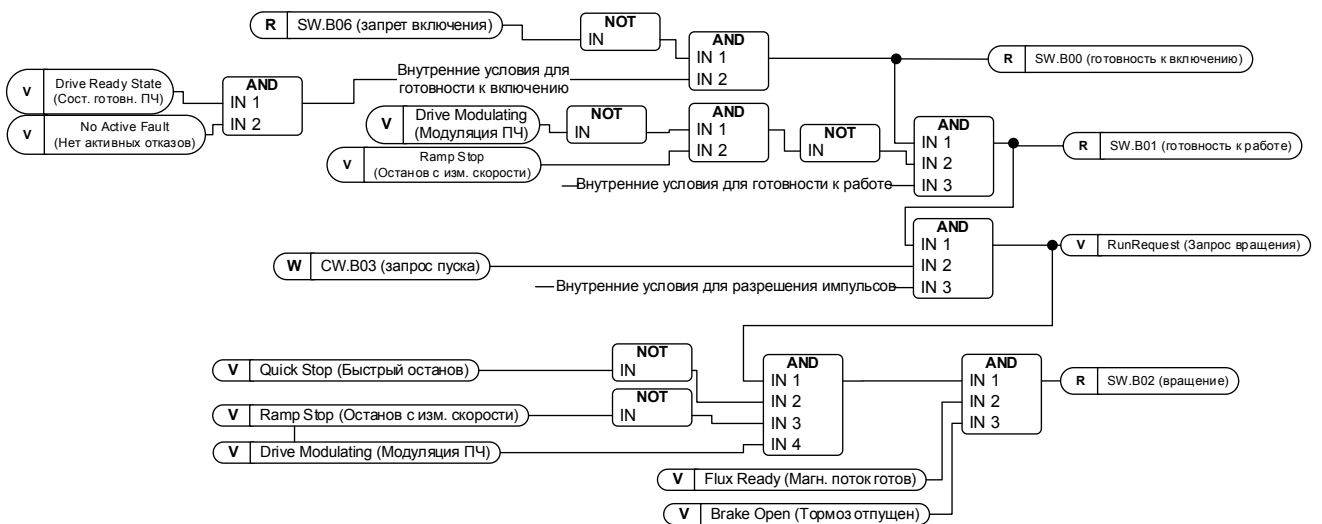 R SW.B06 (запрет включения)
NOT
IN
AND
IN 1
IN 2
R SW.B00 (готовность к включению)
V Drive Ready State
(Сост. готовн. ПЧ)
V No Active Fault
(Нет активных отказов)
AND
IN 1
IN 2
Внутренние условия для
готовности к включению
V Drive Modulating
(Модуляция ПЧ)
NOT
IN
V Ramp Stop
(Останов с изм. скорости)
AND
IN 1
IN 2
NOT
IN
AND
IN 1
IN 2
IN 3
R SW.B01 (готовность к работе)
Внутренние условия для готовности к работе
W CW.B03 (запрос пуска)
Внутренние условия для разрешения импульсов
AND
IN 1
IN 2
IN 3
V RunRequest (Запрос вращения)
V Quick Stop (Быстрый останов)
NOT
IN
V Ramp Stop (Останов с изм. скорости)
NOT
IN
V Drive Modulating (Модуляция ПЧ)
AND
IN 1
IN 2
IN 3
IN 4
V Flux Ready (Магн. поток готов)
V Brake Open (Тормоз отпущен)
AND
IN 1
IN 2
IN 3
R SW.B02 (вращение)